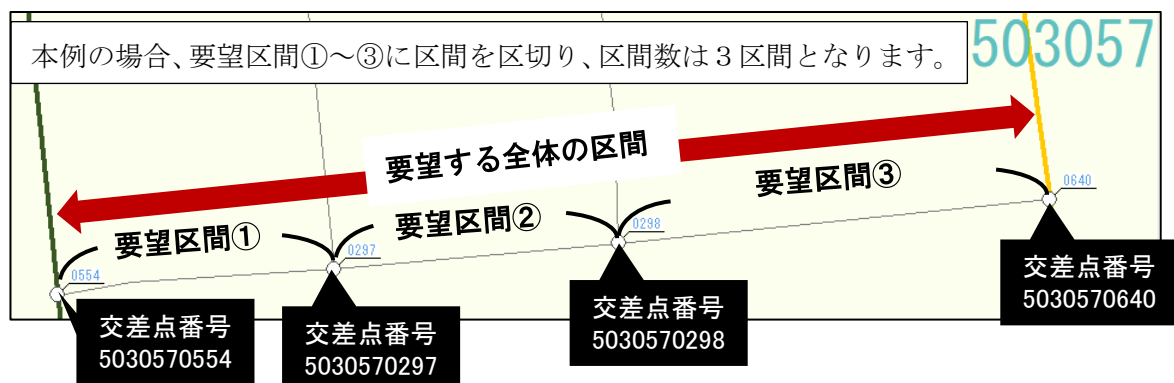 本例の場合、要望区間①～③に区間を区切り、区間数は３区間となります。
503057
要望する全体の区間
要望区間①
要望区間②
要望区間③
0554
0297
0298
0640
交差点番号
5030570554
交差点番号
5030570297
交差点番号
5030570298
交差点番号
5030570640